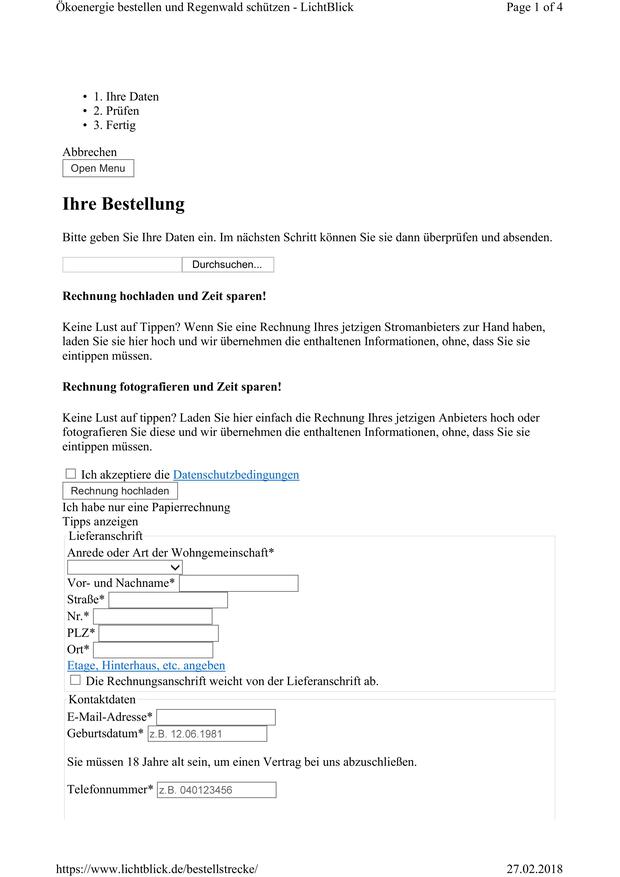 Ökoenergie bestellen und Regenwald schützen - LichtBlick Page 1 of 4
• 1. Ihre Daten
• 2. Prüfen
• 3. Fertig
Abbrechen
Open Menu
Ihre Bestellung
Bitte geben Sie Ihre Daten ein. Im nächsten Schritt können Sie sie dann überprüfen und absenden.
Durchsuchen...
Rechnung hochladen und Zeit sparen!
Keine Lust auf Tippen? Wenn Sie eine Rechnung Ihres jetzigen Stromanbieters zur Hand haben,
laden Sie sie hier hoch und wir übernehmen die enthaltenen Informationen, ohne, dass Sie sie
eintippen müssen.
Rechnung fotografieren und Zeit sparen!
Keine Lust auf tippen? Laden Sie hier einfach die Rechnung Ihres jetzigen Anbieters hoch oder
fotografieren Sie diese und wir übernehmen die enthaltenen Informationen, ohne, dass Sie sie
eintippen müssen.
Ich akzeptiere die Datenschutzbedingungen
Rechnung hochladen
Ich habe nur eine Papierrechnung
Tipps anzeigen
Lieferanschrift
Anrede oder Art der Wohngemeinschaft*
Vor- und Nachname*
Straße*
Nr.*
PLZ*
Ort*
Etage, Hinterhaus, etc. angeben
Die Rechnungsanschrift weicht von der Lieferanschrift ab.
Kontaktdaten
E-Mail-Adresse*
Geburtsdatum* z.B. 12.06.1981
Sie müssen 18 Jahre alt sein, um einen Vertrag bei uns abzuschließen.
Telefonnummer* z.B. 040123456
https://www.lichtblick.de/bestellstrecke/ 27.02.2018